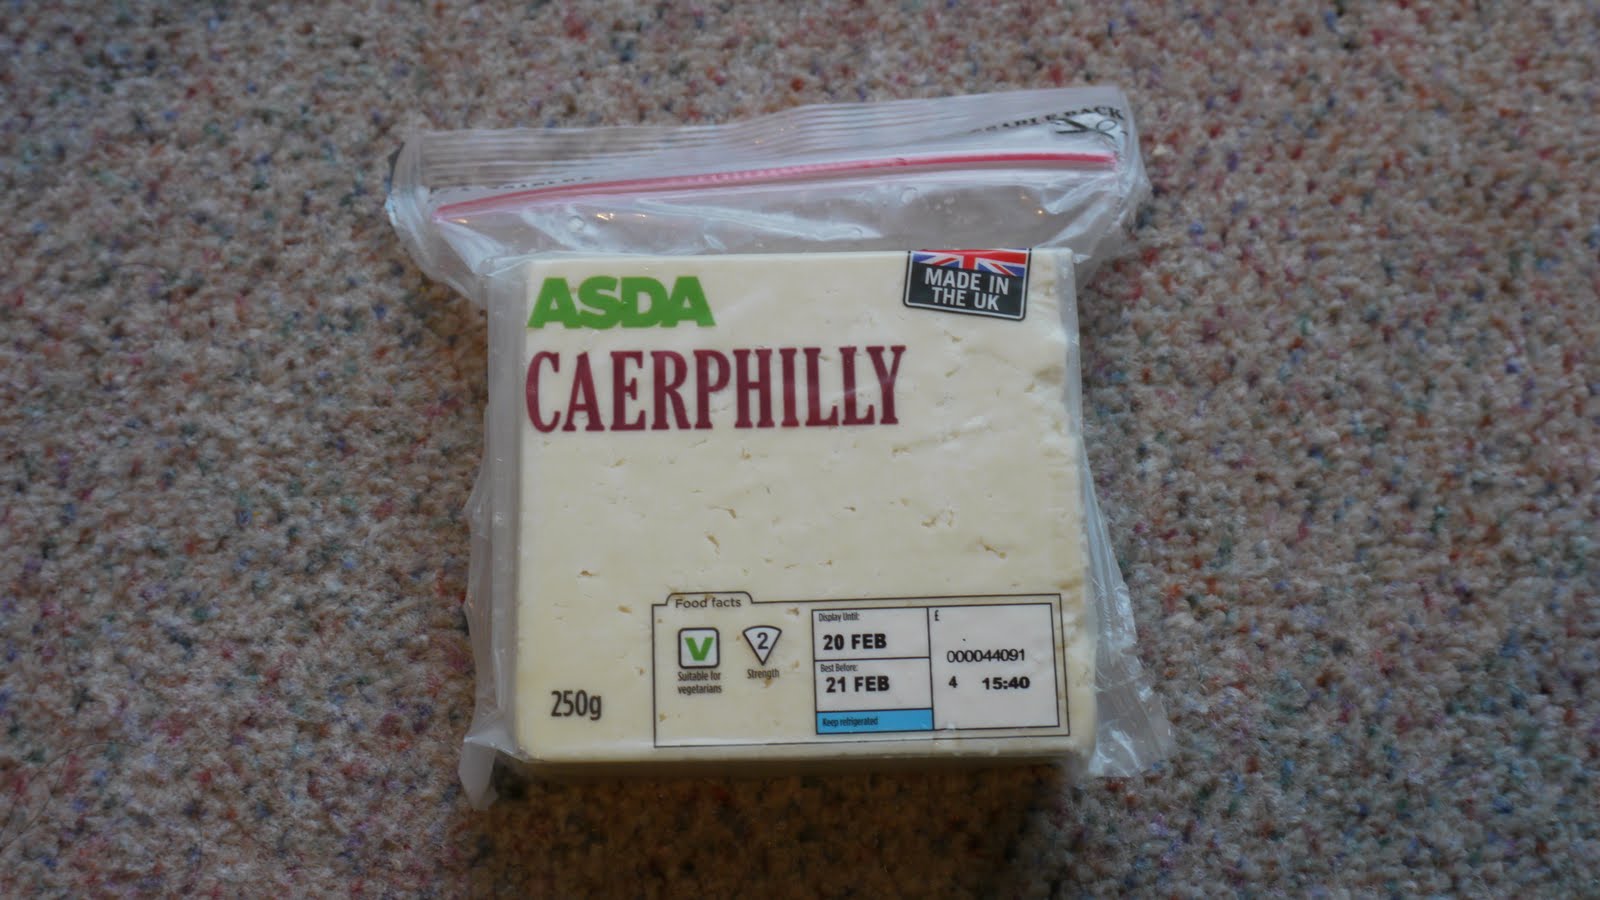 PACK
ASDA
MADE IN
THE UK
CAERPHILLY
Food facts
V
Suitable for
vegetarians
2
Strength
Display Until:
20 FEB
Best Before:
21 FEB
Keep refrigerated
£
000044091
4 15:40
250g